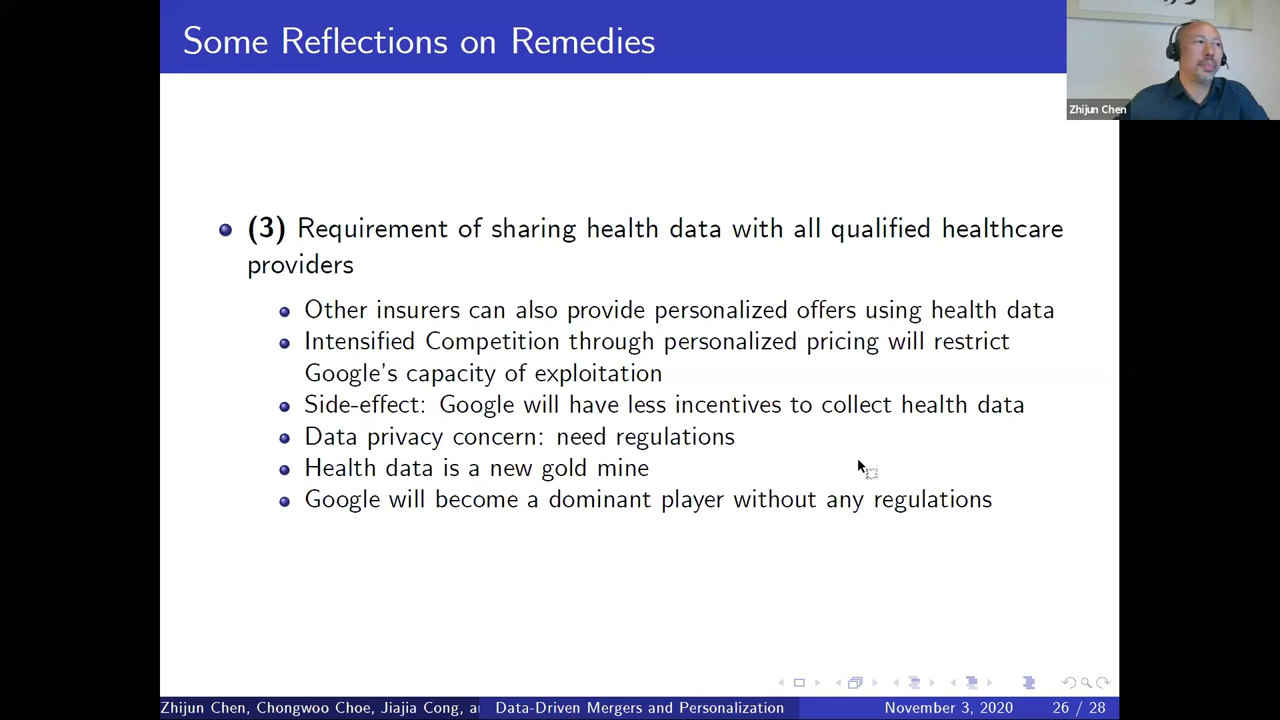 Some Reflections on Remedies
Zhijun Chen
(3) Requirement of sharing health data with all qualified healthcare
providers
Other insurers can also provide personalized offers using health data
Intensified Competition through personalized pricing will restrict
Google's capacity of exploitation
Side-effect: Google will have less incentives to collect health data
Data privacy concern: need regulations
Health data is a new gold mine
Google will become a dominant player without any regulations
Zhijun Chen, Chongwoo Choe, Jiajia Cong, a
Data-Driven Mergers and Personalization
November 3, 2020
26 / 28